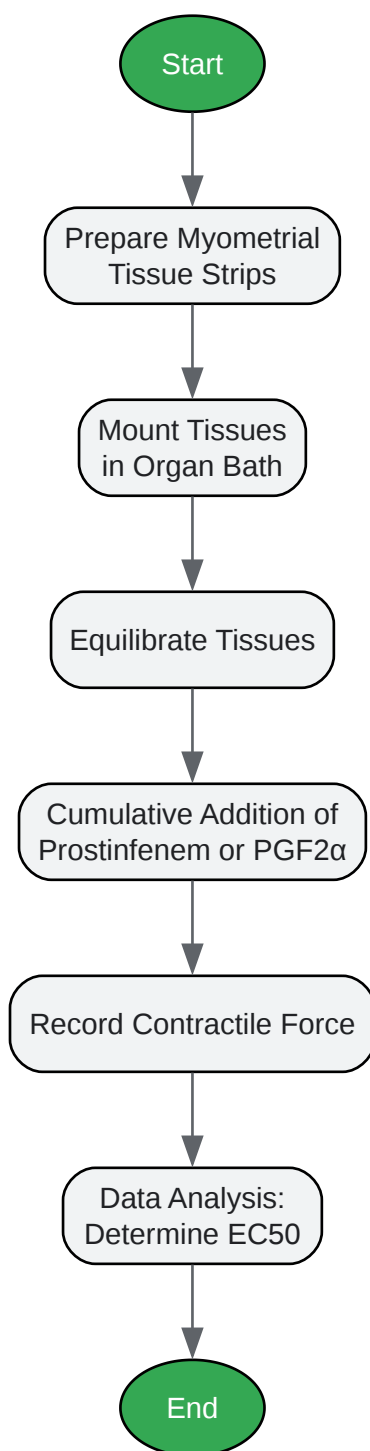 Start
Prepare Myometrial
Tissue Strips
Mount Tissues
in Organ Bath
Equilibrate Tissues
Cumulative Addition of
Prostinfenem or PGF2α
Record Contractile Force
Data Analysis:
Determine EC50
End